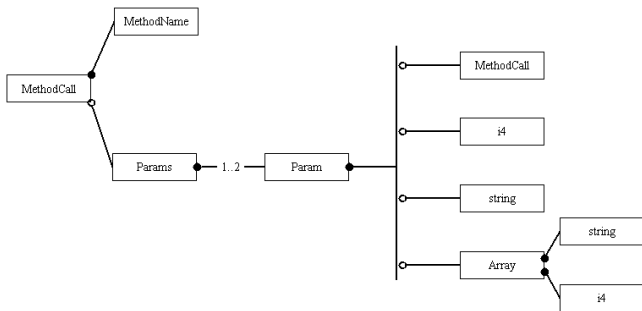 MethodName
MethodCall
MethodCall
i4
Params
1..2
Param
string
string
Array
i4